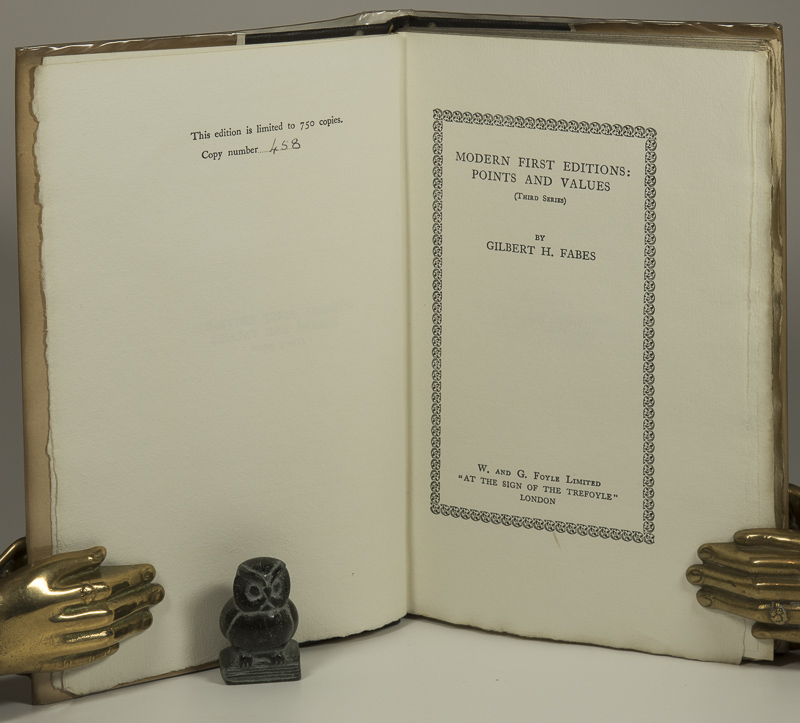 This edition is limited to 750 copies.
Copy number.....458
MODERN FIRST EDITIONS:
POINTS AND VALUES
(Third Series)
BY
GILBERT H. FABES
W. and G. Foyle Limited
"AT THE SIGN OF THE TREFOYLE"
LONDON